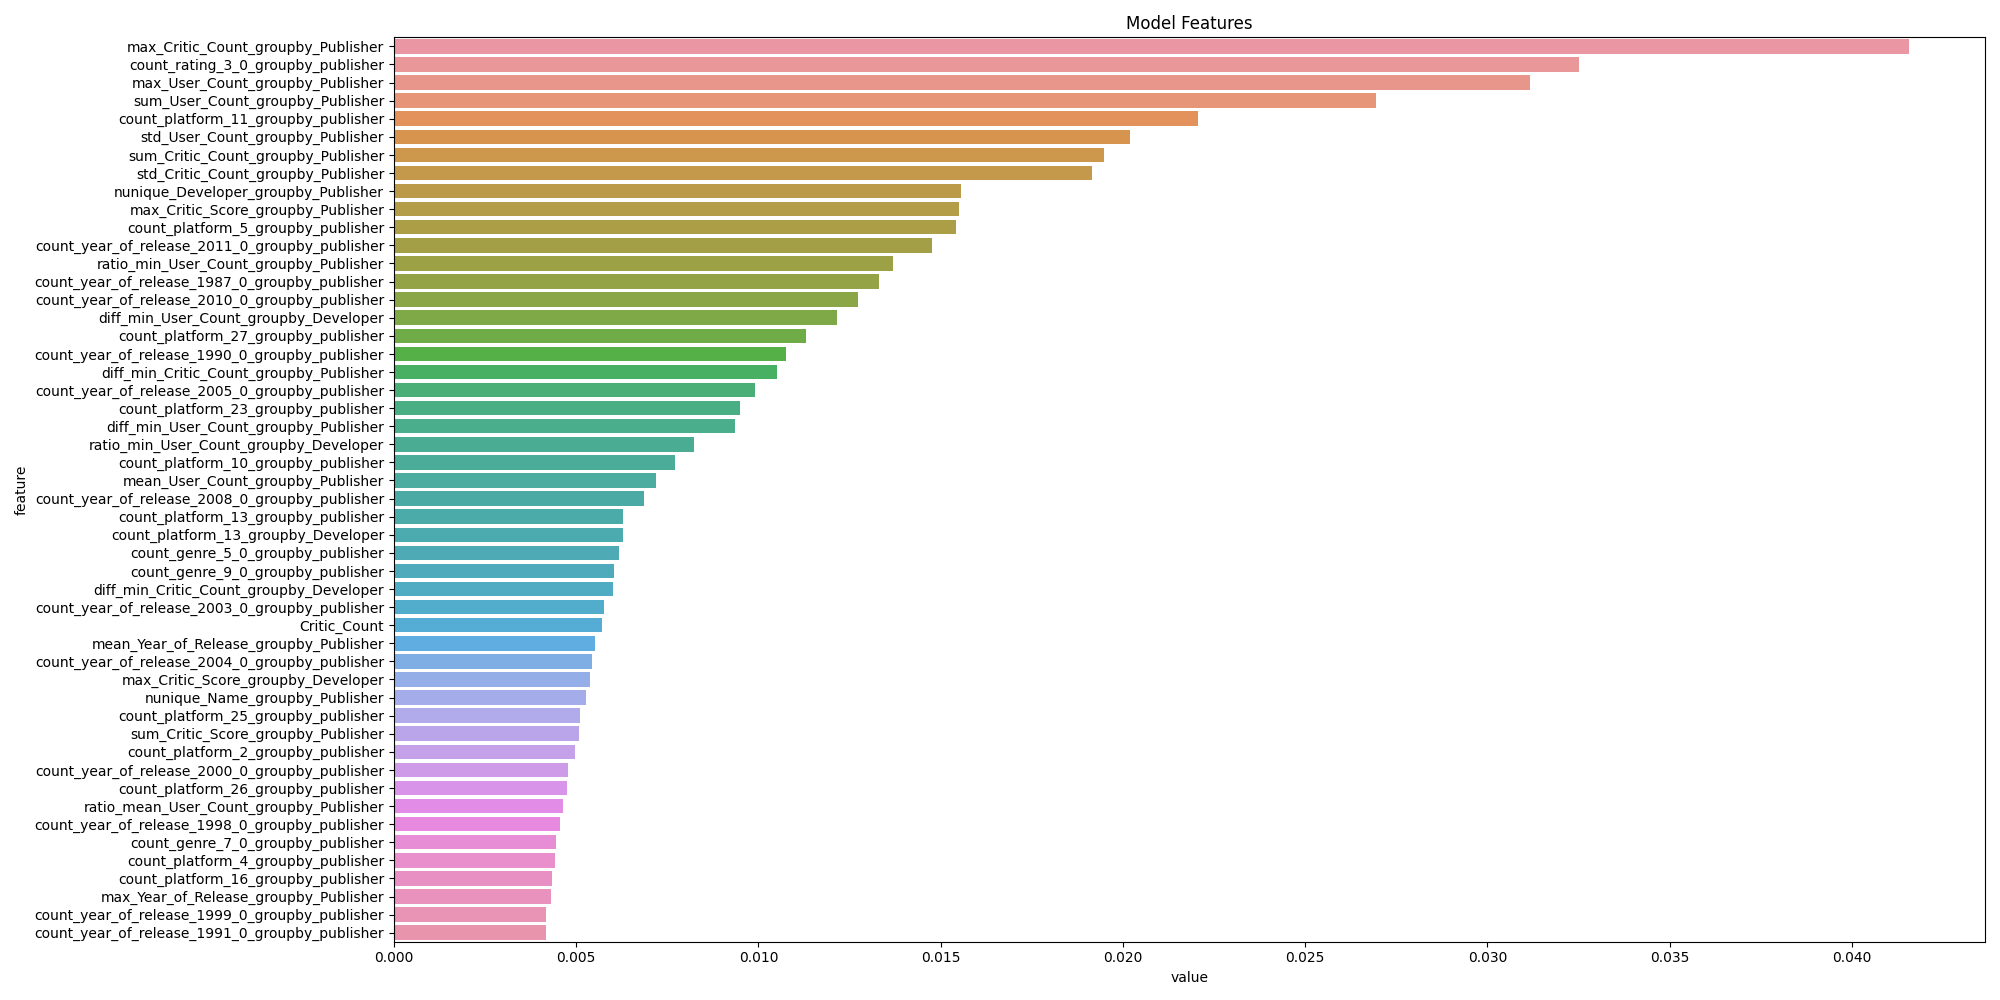 Model Features
max_Critic_Count_groupby_Publisher
count_rating_3_0_groupby_publisher
max_User_Count_groupby_Publisher
sum_User_Count_groupby_Publisher
count_platform_11_groupby_publisher
std_User_Count_groupby_Publisher
sum_Critic_Count_groupby_Publisher
std_Critic_Count_groupby_Publisher
nunique_Developer_groupby_Publisher
max_Critic_Score_groupby_Publisher
count_platform_5_groupby_publisher
count_year_of_release_2011_0_groupby_publisher
ratio_min_User_Count_groupby_Publisher
count_year_of_release_1987_0_groupby_publisher
count_year_of_release_2010_0_groupby_publisher
diff_min_User_Count_groupby_Developer
count_platform_27_groupby_publisher
count_year_of_release_1990_0_groupby_publisher
diff_min_Critic_Count_groupby_Publisher
count_year_of_release_2005_0_groupby_publisher
count_platform_23_groupby_publisher
diff_min_User_Count_groupby_Publisher
ratio_min_User_Count_groupby_Developer
count_platform_10_groupby_publisher
mean_User_Count_groupby_Publisher
count_year_of_release_2008_0_groupby_publisher
count_platform_13_groupby_publisher
count_platform_13_groupby_Developer
count_genre_5_0_groupby_publisher
count_genre_9_0_groupby_publisher
diff_min_Critic_Count_groupby_Developer
count_year_of_release_2003_0_groupby_publisher
Critic_Count
mean_Year_of_Release_groupby_Publisher
count_year_of_release_2004_0_groupby_publisher
max_Critic_Score_groupby_Developer
nunique_Name_groupby_Publisher
count_platform_25_groupby_publisher
sum_Critic_Score_groupby_Publisher
count_platform_2_groupby_publisher
count_year_of_release_2000_0_groupby_publisher
count_platform_26_groupby_publisher
ratio_mean_User_Count_groupby_Publisher
count_year_of_release_1998_0_groupby_publisher
count_genre_7_0_groupby_publisher
count_platform_4_groupby_publisher
count_platform_16_groupby_publisher
max_Year_of_Release_groupby_Publisher
count_year_of_release_1999_0_groupby_publisher
count_year_of_release_1991_0_groupby_publisher
feature
0.000 0.005 0.010 0.015 0.020 0.025 0.030 0.035 0.040
value